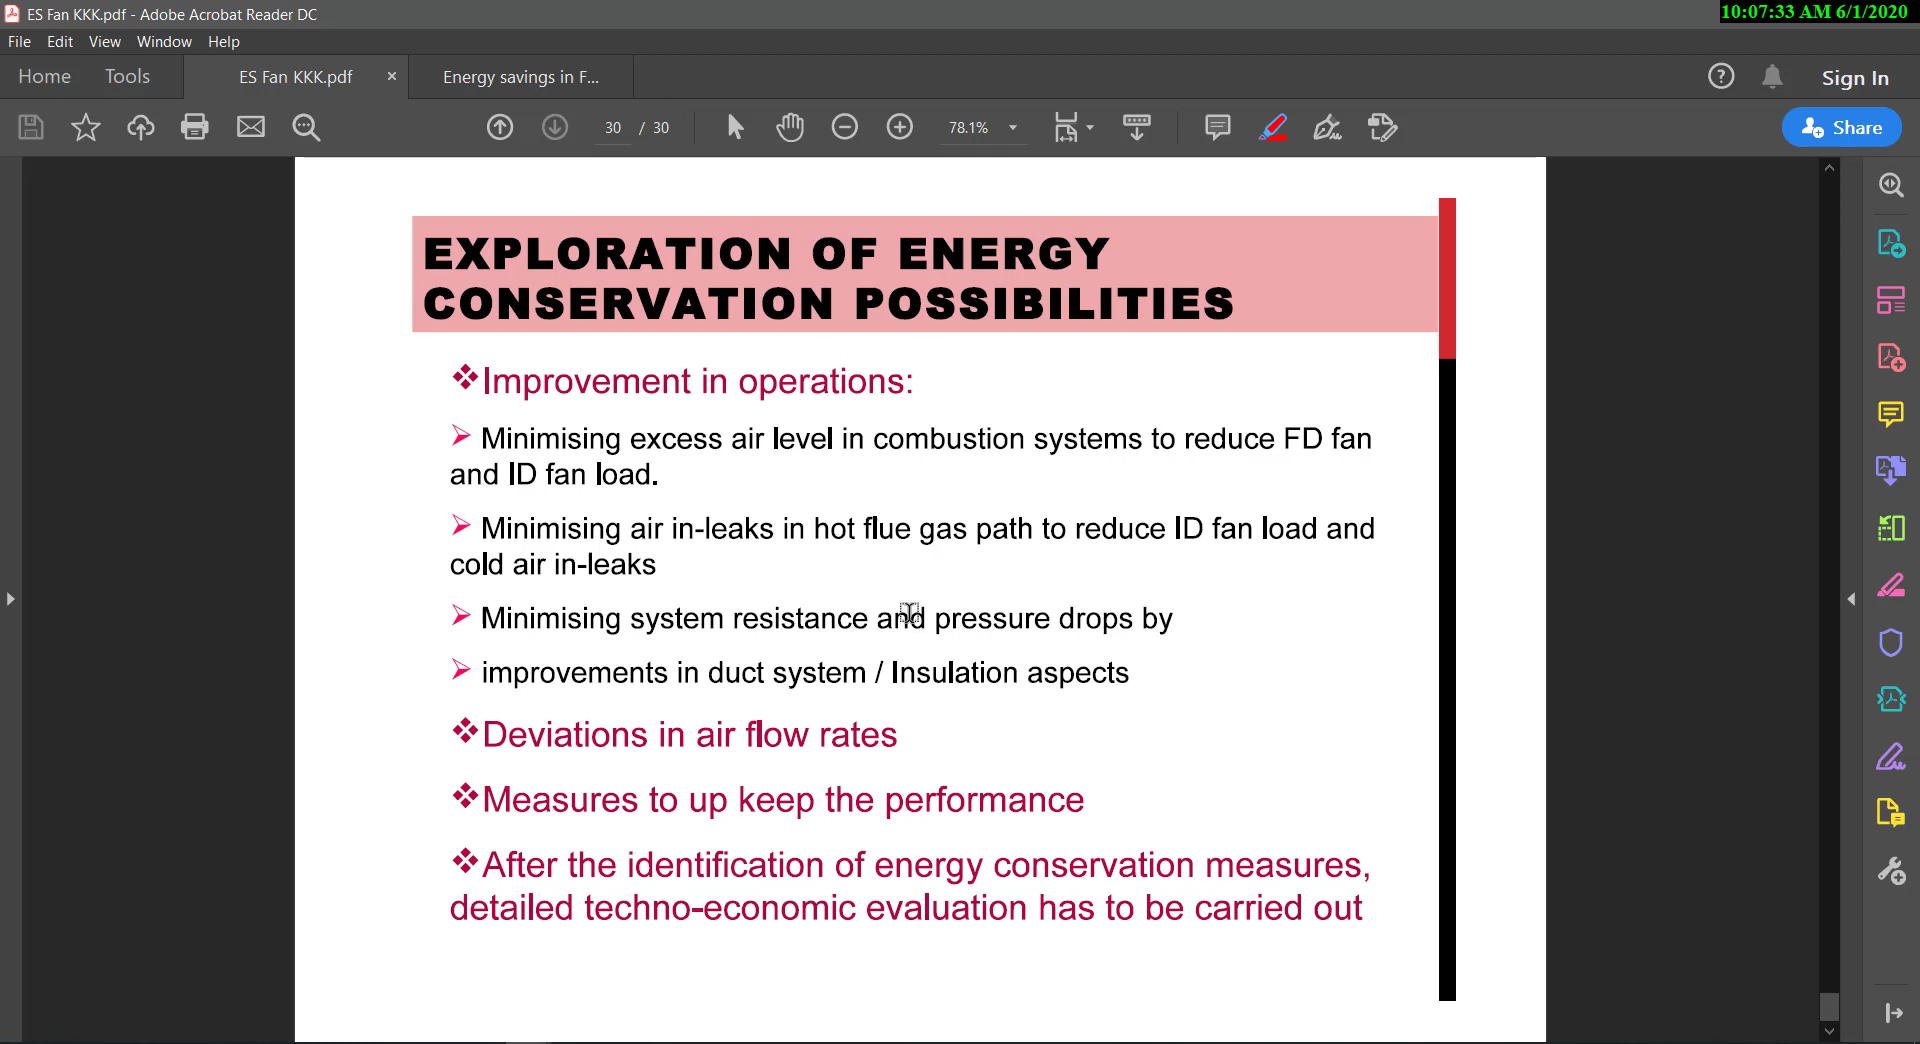 ES Fan KKK.pdf - Adobe Acrobat Reader DC
10:07:33 AM 6/1/2020
File Edit View Window Help
Home Tools ES Fan KKK.pdf × Energy savings in F... Sign In
30 / 30 78.1% Share
EXPLORATION OF ENERGY
CONSERVATION POSSIBILITIES
❖Improvement in operations:
➢ Minimising excess air level in combustion systems to reduce FD fan
and ID fan load.
➢ Minimising air in-leaks in hot flue gas path to reduce ID fan load and
cold air in-leaks
➢ Minimising system resistance and pressure drops by
➢ improvements in duct system / Insulation aspects
❖Deviations in air flow rates
❖Measures to up keep the performance
❖After the identification of energy conservation measures,
detailed techno-economic evaluation has to be carried out